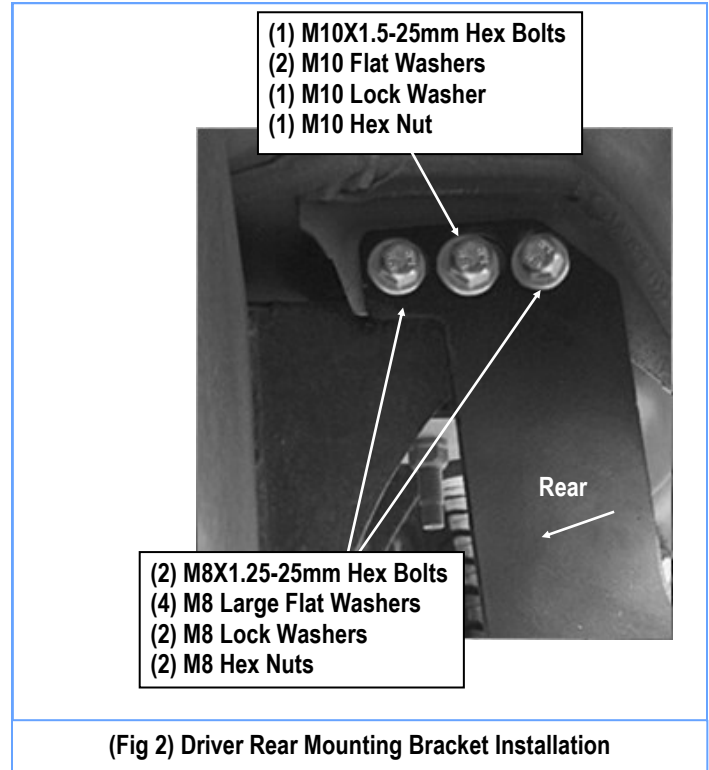 (1) M10X1.5-25mm Hex Bolts
(2) M10 Flat Washers
(1) M10 Lock Washer
(1) M10 Hex Nut
Rear
(2) M8X1.25-25mm Hex Bolts
(4) M8 Large Flat Washers
(2) M8 Lock Washers
(2) M8 Hex Nuts
(Fig 2) Driver Rear Mounting Bracket Installation